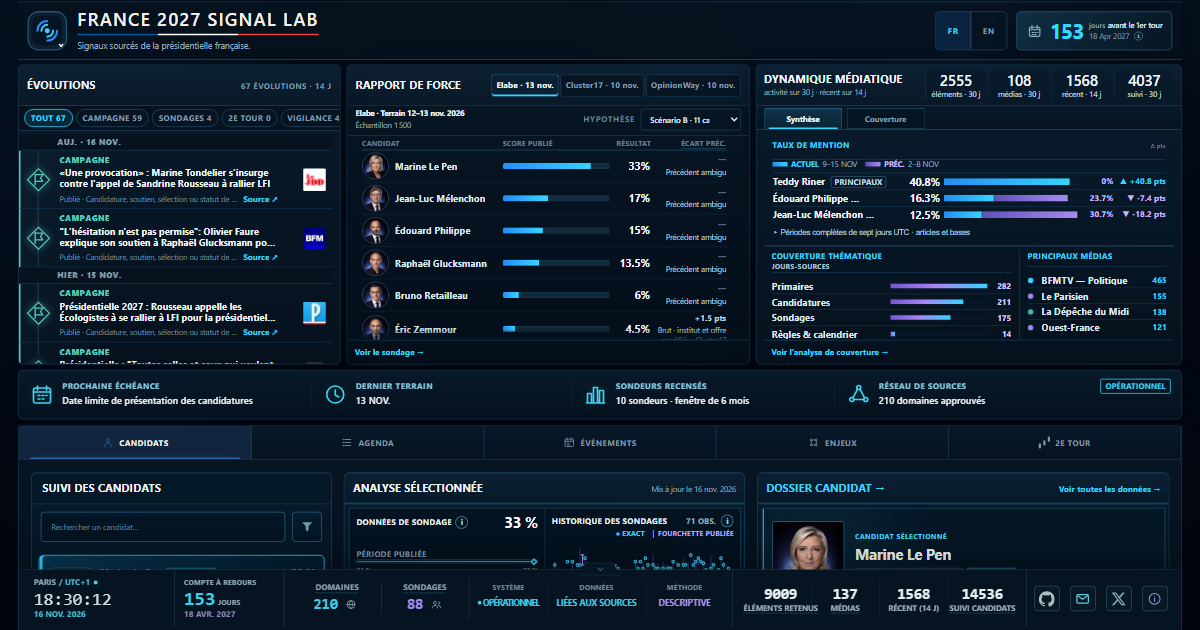 FRANCE 2027 SIGNAL LAB
Signaux sourcés de la présidentielle française.
FR
EN
153 jours avant le 1er tour
18 Apr 2027
ÉVOLUTIONS
67 ÉVOLUTIONS · 14 J
TOUT 67
CAMPAGNE 59
SONDAGES 4
2E TOUR 0
VIGILANCE 4
AUJ. · 16 NOV.
CAMPAGNE
«Une provocation» : Marine Tondelier s'insurge
contre l'appel de Sandrine Rousseau à rallier LFI
Publié · Candidature, soutien, sélection ou statut de ... Source ↗
JDD
CAMPAGNE
"L'hésitation n'est pas permise": Olivier Faure
explique son soutien à Raphaël Glucksmann po...
Publié · Candidature, soutien, sélection ou statut de ... Source ↗
BFM
HIER · 15 NOV.
CAMPAGNE
Présidentielle 2027 : Rousseau appelle les
Écologistes à se rallier à LFI pour la présidentiel...
Publié · Candidature, soutien, sélection ou statut de ... Source ↗
CAMPAGNE
RAPPORT DE FORCE
Elabe · 13 nov.
Cluster17 · 10 nov.
OpinionWay · 10 nov.
Elabe · Terrain 12–13 nov. 2026
Échantillon 1 500
HYPOTHÈSE
Scénario B · 11 ca
CANDIDAT
SCORE PUBLIÉ
RÉSULTAT
ÉCART PRÉC.
Marine Le Pen 33% — Précédent ambigu
Jean-Luc Mélenchon 17% — Précédent ambigu
Édouard Philippe 15% — Précédent ambigu
Raphaël Glucksmann 13.5% — Précédent ambigu
Bruno Retailleau 6% — Précédent ambigu
Éric Zemmour 4.5% +1.5 pts
Brut · institut et offre
Voir le sondage →
DYNAMIQUE MÉDIATIQUE
activité sur 30 j · récent sur 14 j
2555
éléments · 30 j
108
médias · 30 j
1568
récent · 14 j
4037
suivi · 30 j
Synthèse
Couverture
TAUX DE MENTION
Δ pts
ACTUEL 9–15 NOV
PRÉC. 2–8 NOV
Teddy Riner PRINCIPAUX 40.8% 0% ▲ +40.8 pts
Édouard Philippe ... 16.3% 23.7% ▼ -7.4 pts
Jean-Luc Mélenchon ... 12.5% 30.7% ▼ -18.2 pts
• Périodes complètes de sept jours UTC · articles et bases
COUVERTURE THÉMATIQUE
JOURS-SOURCES
Primaires 282
Candidatures 211
Sondages 175
Règles & calendrier 14
PRINCIPAUX MÉDIAS
BFMTV — Politique 465
Le Parisien 155
La Dépêche du Midi 138
Ouest-France 121
Voir l'analyse de couverture →
PROCHAINE ÉCHÉANCE
Date limite de présentation des candidatures
DERNIER TERRAIN
13 NOV.
SONDEURS RECENSÉS
10 sondeurs · fenêtre de 6 mois
RÉSEAU DE SOURCES
210 domaines approuvés
OPÉRATIONNEL
CANDIDATS
AGENDA
ÉVÉNEMENTS
ENJEUX
2E TOUR
SUIVI DES CANDIDATS
Rechercher un candidat...
ANALYSE SÉLECTIONNÉE
Mis à jour le 16 nov. 2026
DONNÉES DE SONDAGE
33 %
PÉRIODE PUBLIÉE
HISTORIQUE DES SONDAGES
71 OBS.
EXACT
FOURCHETTE PUBLIÉE
DOSSIER CANDIDAT →
Voir toutes les données →
CANDIDAT SÉLECTIONNÉ
Marine Le Pen
PARIS / UTC+1
18:30:12
16 NOV. 2026
COMPTE À REBOURS
153 JOURS
18 AVR. 2027
DOMAINES
210
SONDAGES
88
SYSTÈME
OPÉRATIONNEL
DONNÉES
LIÉES AUX SOURCES
MÉTHODE
DESCRIPTIVE
9009
ÉLÉMENTS RETENUS
137
MÉDIAS
1568
RÉCENT (14 J)
14536
SUIVI CANDIDATS